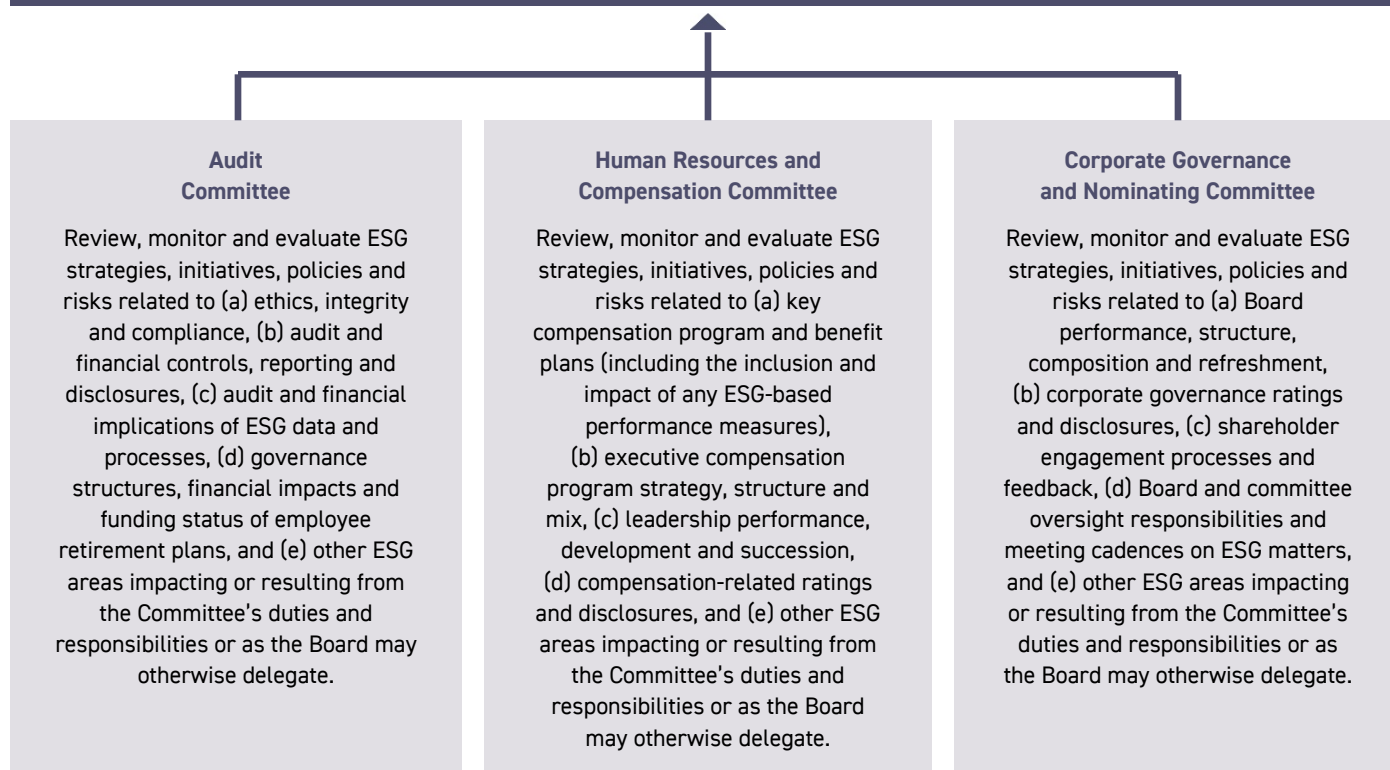 Audit
Committee
Review, monitor and evaluate ESG
strategies, initiatives, policies and
risks related to (a) ethics, integrity
and compliance, (b) audit and
financial controls, reporting and
disclosures, (c) audit and financial
implications of ESG data and
processes, (d) governance
structures, financial impacts and
funding status of employee
retirement plans, and (e) other ESG
areas impacting or resulting from
the Committee’s duties and
responsibilities or as the Board may
otherwise delegate.
Human Resources and
Compensation Committee
Review, monitor and evaluate ESG
strategies, initiatives, policies and
risks related to (a) key
compensation program and benefit
plans (including the inclusion and
impact of any ESG-based
performance measures),
(b) executive compensation
program strategy, structure and
mix, (c) leadership performance,
development and succession,
(d) compensation-related ratings
and disclosures, and (e) other ESG
areas impacting or resulting from
the Committee’s duties and
responsibilities or as the Board
may otherwise delegate.
Corporate Governance
and Nominating Committee
Review, monitor and evaluate ESG
strategies, initiatives, policies and
risks related to (a) Board
performance, structure,
composition and refreshment,
(b) corporate governance ratings
and disclosures, (c) shareholder
engagement processes and
feedback, (d) Board and committee
oversight responsibilities and
meeting cadences on ESG matters,
and (e) other ESG areas impacting
or resulting from the Committee’s
duties and responsibilities or as
the Board may otherwise delegate.